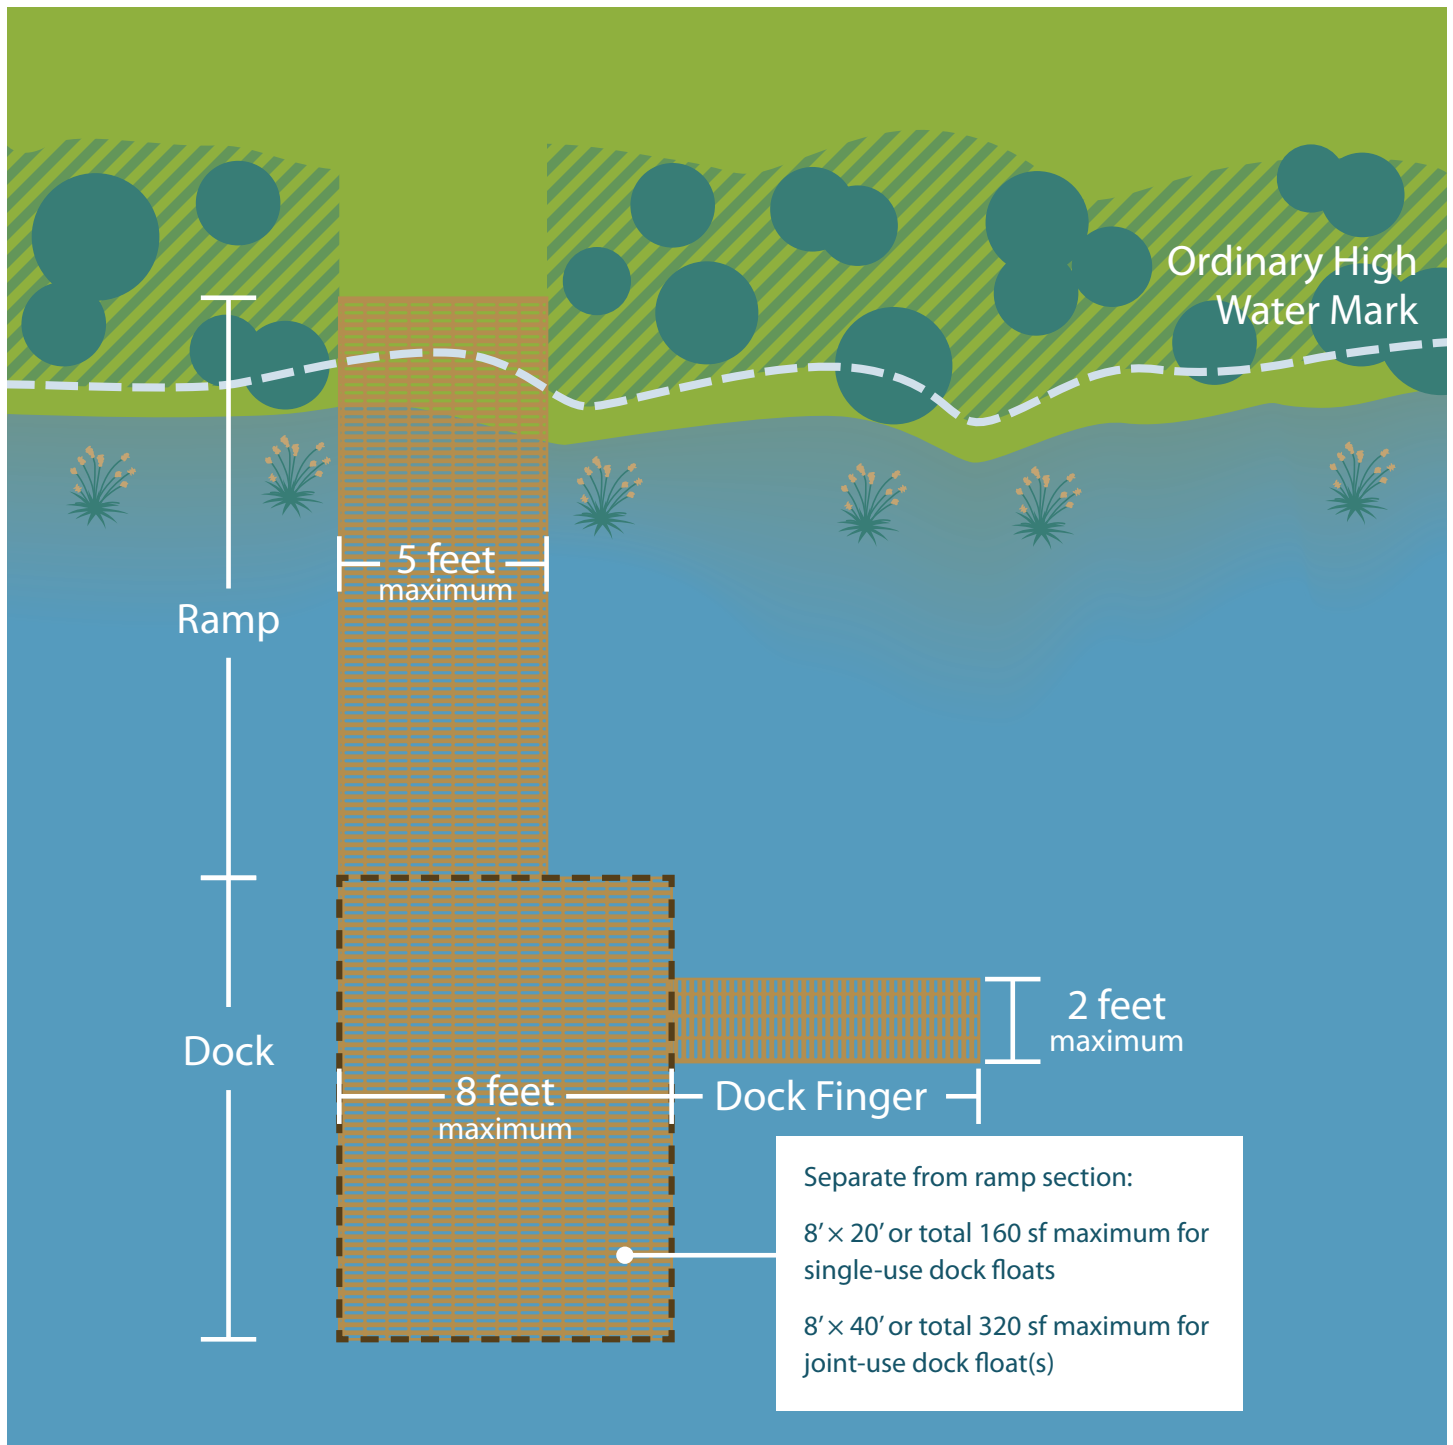 Ordinary High
Water Mark
5 feet
maximum
Ramp
Dock
2 feet
maximum
8 feet
maximum
Dock Finger
Separate from ramp section:
8’ × 20’ or total 160 sf maximum for
single-use dock floats
8’ × 40’ or total 320 sf maximum for
joint-use dock float(s)